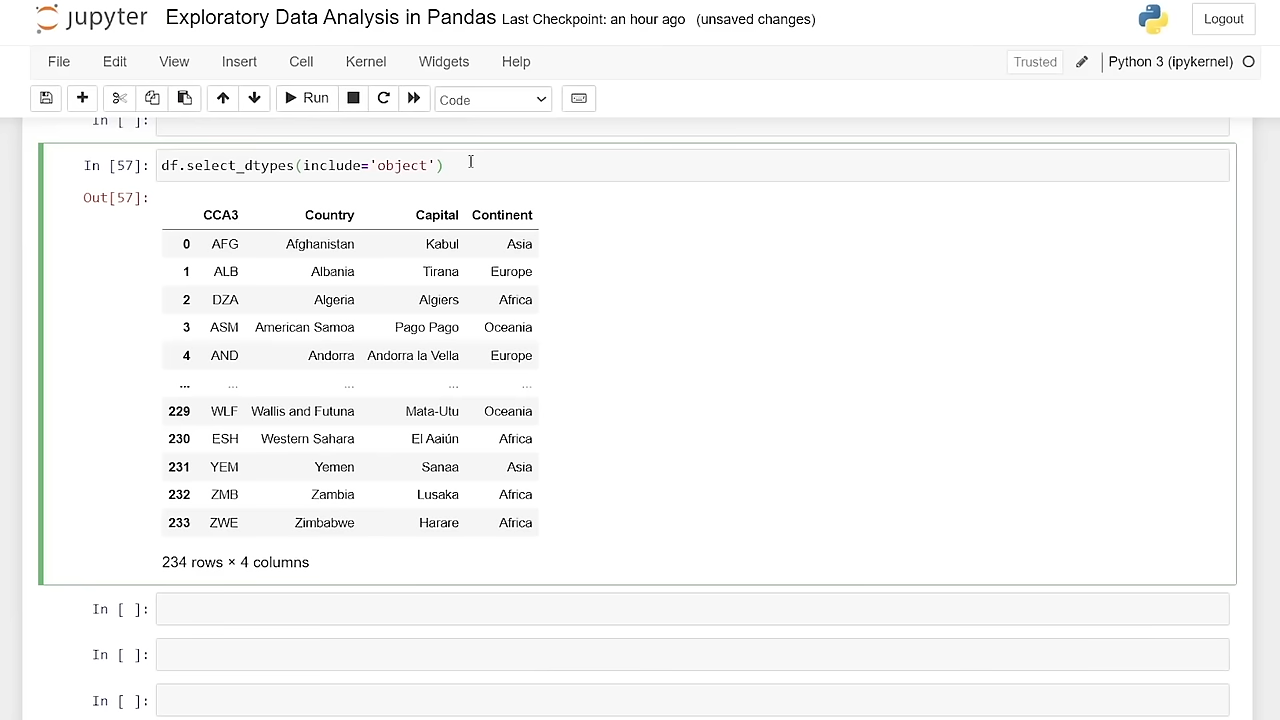 jupyter Exploratory Data Analysis in Pandas Last Checkpoint: an hour ago (unsaved changes) Logout
File Edit View Insert Cell Kernel Widgets Help Trusted Python 3 (ipykernel)
Run Code
In [ ]:
In [57]: df.select_dtypes(include='object')
Out[57]:
CCA3 Country Capital Continent
0 AFG Afghanistan Kabul Asia
1 ALB Albania Tirana Europe
2 DZA Algeria Algiers Africa
3 ASM American Samoa Pago Pago Oceania
4 AND Andorra Andorra la Vella Europe
... ... ... ... ...
229 WLF Wallis and Futuna Mata-Utu Oceania
230 ESH Western Sahara El Aaiún Africa
231 YEM Yemen Sanaa Asia
232 ZMB Zambia Lusaka Africa
233 ZWE Zimbabwe Harare Africa
234 rows × 4 columns
In [ ]:
In [ ]:
In [ ]: